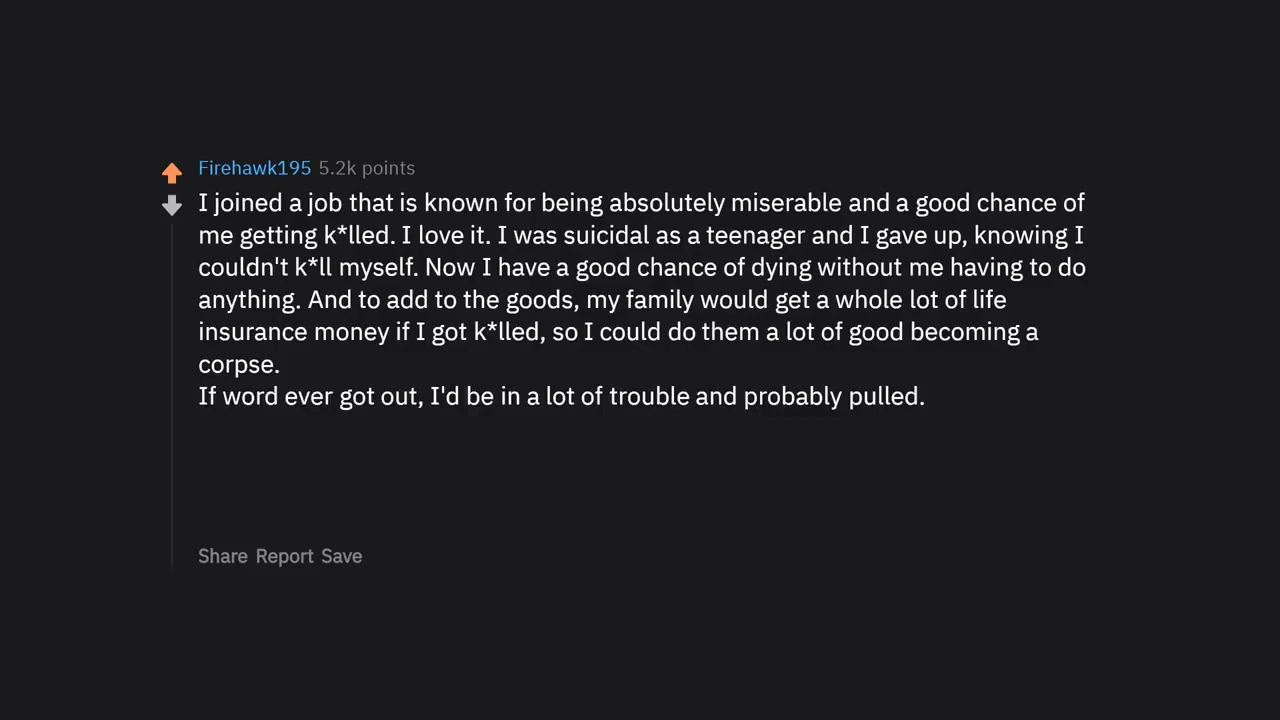 Firehawk195 5.2k points
I joined a job that is known for being absolutely miserable and a good chance of
me getting k*lled. I love it. I was suicidal as a teenager and I gave up, knowing I
couldn't k*ll myself. Now I have a good chance of dying without me having to do
anything. And to add to the goods, my family would get a whole lot of life
insurance money if I got k*lled, so I could do them a lot of good becoming a
corpse.
If word ever got out, I'd be in a lot of trouble and probably pulled.
Share Report Save